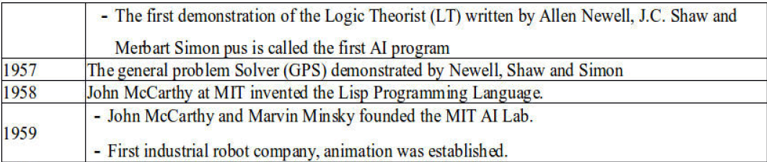 - The first demonstration of the Logic Theorist (LT) written by Allen Newell, J.C. Shaw and
Merbart Simon pus is called the first AI program
1957 The general problem Solver (GPS) demonstrated by Newell, Shaw and Simon
1958 John McCarthy at MIT invented the Lisp Programming Language.
1959
- John McCarthy and Marvin Minsky founded the MIT AI Lab.
- First industrial robot company, animation was established.